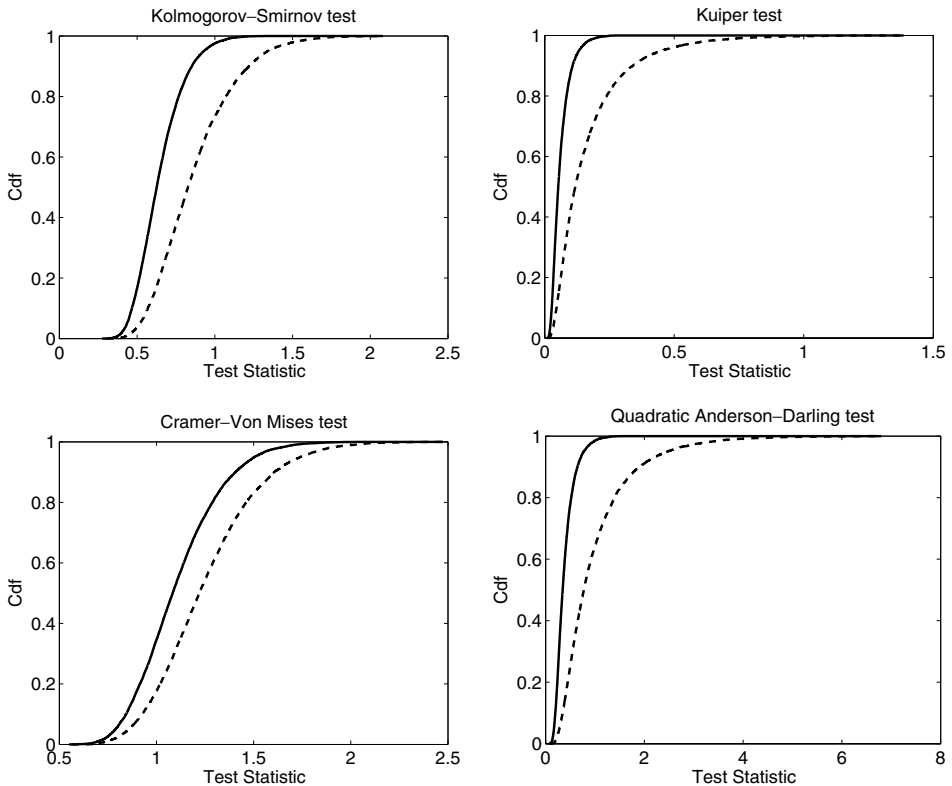 Kolmogorov−Smirnov test
1
0.8
0.6
0.4
0.2
0
Cdf
0 0.5 1 1.5 2 2.5
Test Statistic
Kuiper test
1
0.8
0.6
0.4
0.2
0
Cdf
0 0.5 1 1.5
Test Statistic
Cramer−Von Mises test
1
0.8
0.6
0.4
0.2
0
Cdf
0.5 1 1.5 2 2.5
Test Statistic
Quadratic Anderson−Darling test
1
0.8
0.6
0.4
0.2
0
Cdf
0 2 4 6 8
Test Statistic